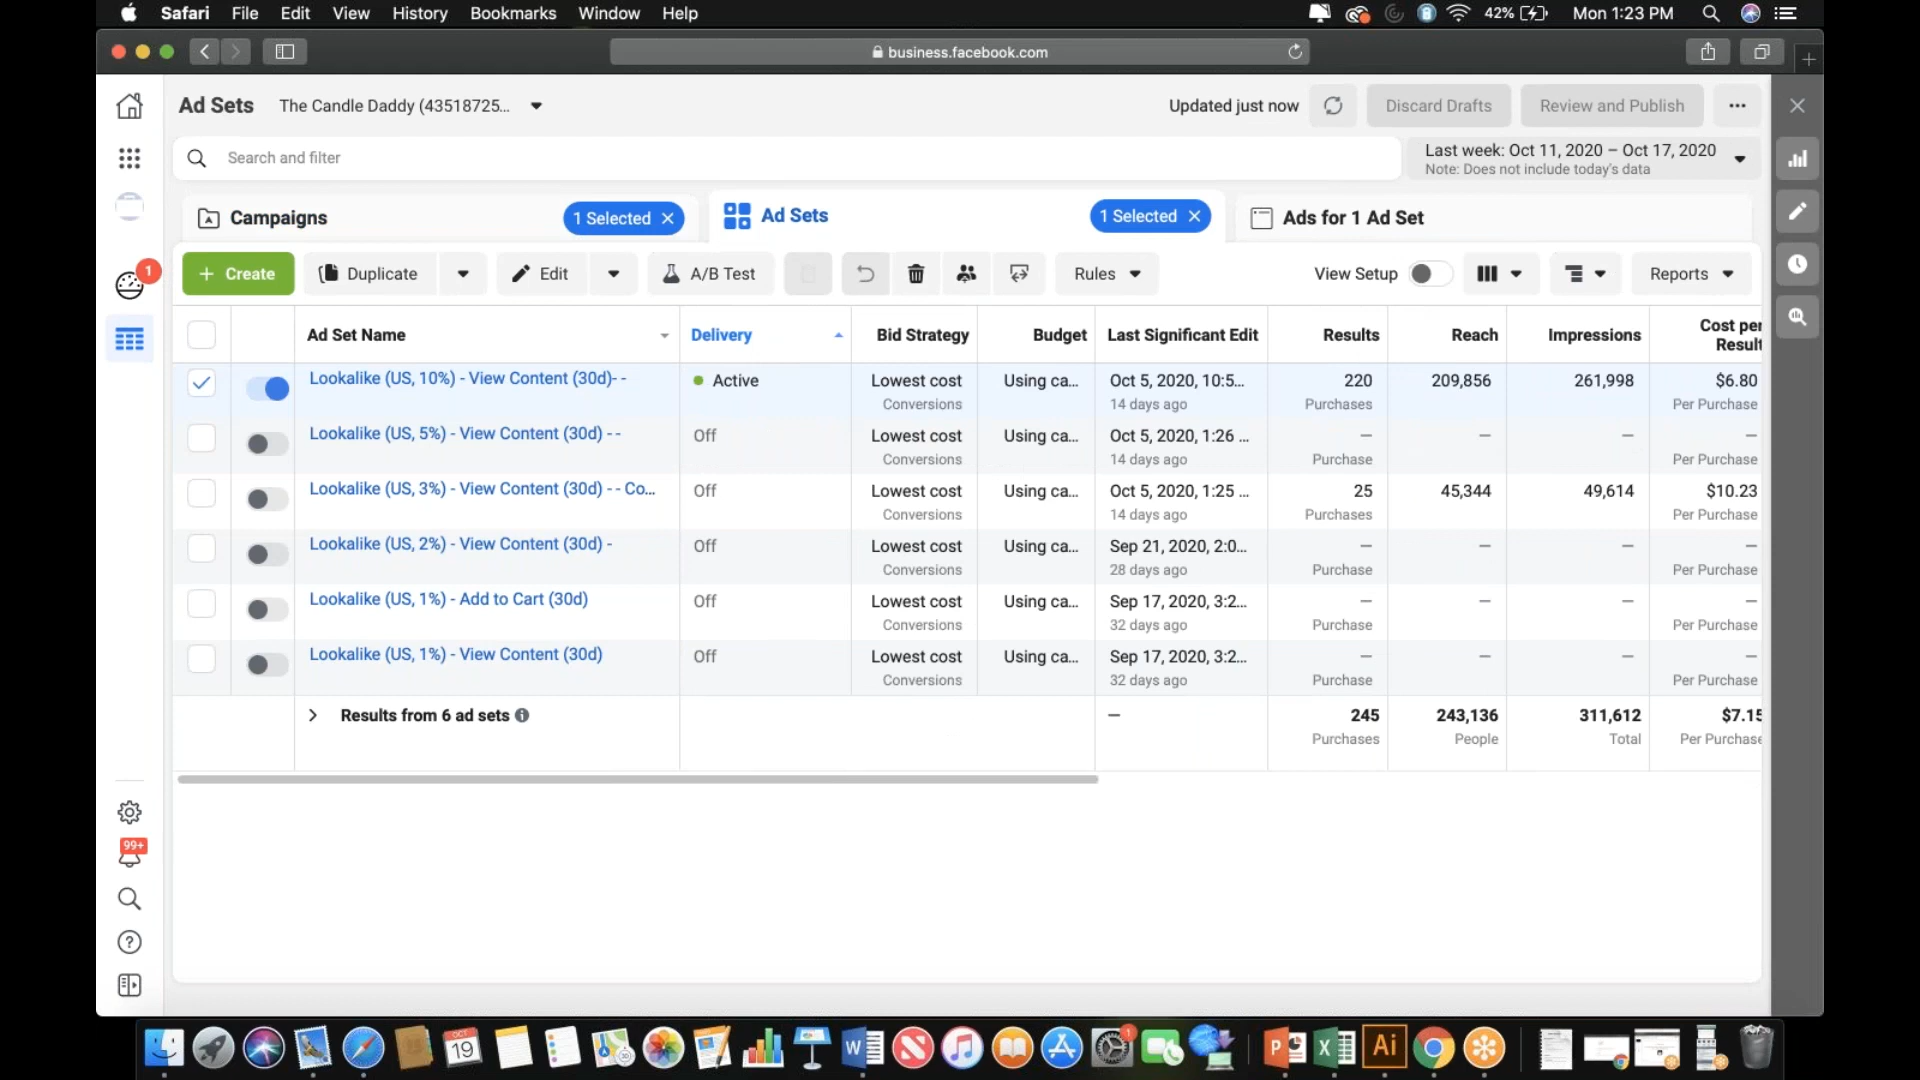 Safari File Edit View History Bookmarks Window Help 42% Mon 1:23 PM
business.facebook.com
Ad Sets The Candle Daddy (43518725... Updated just now Discard Drafts Review and Publish
Search and filter
Last week: Oct 11, 2020 – Oct 17, 2020
Note: Does not include today's data
Campaigns 1 Selected Ad Sets 1 Selected Ads for 1 Ad Set
1
+ Create Duplicate Edit A/B Test Rules View Setup Reports
Ad Set Name Delivery Bid Strategy Budget Last Significant Edit Results Reach Impressions Cost per Result
Lookalike (US, 10%) - View Content (30d)- - Active Lowest cost Using ca... Oct 5, 2020, 10:5... 220 209,856 261,998 $6.80
Conversions 14 days ago Purchases Per Purchase
Lookalike (US, 5%) - View Content (30d) - - Off Lowest cost Using ca... Oct 5, 2020, 1:26 ... — — — —
Conversions 14 days ago Purchase Per Purchase
Lookalike (US, 3%) - View Content (30d) - - Co... Off Lowest cost Using ca... Oct 5, 2020, 1:25 ... 25 45,344 49,614 $10.23
Conversions 14 days ago Purchases Per Purchase
Lookalike (US, 2%) - View Content (30d) - Off Lowest cost Using ca... Sep 21, 2020, 2:0... — — — —
Conversions 28 days ago Purchase Per Purchase
Lookalike (US, 1%) - Add to Cart (30d) Off Lowest cost Using ca... Sep 17, 2020, 3:2... — — — —
Conversions 32 days ago Purchase Per Purchase
Lookalike (US, 1%) - View Content (30d) Off Lowest cost Using ca... Sep 17, 2020, 3:2... — — — —
Conversions 32 days ago Purchase Per Purchase
Results from 6 ad sets — 245 243,136 311,612 $7.15
Purchases People Total Per Purchase
99+
OCT
19
W
1
P
X
Ai